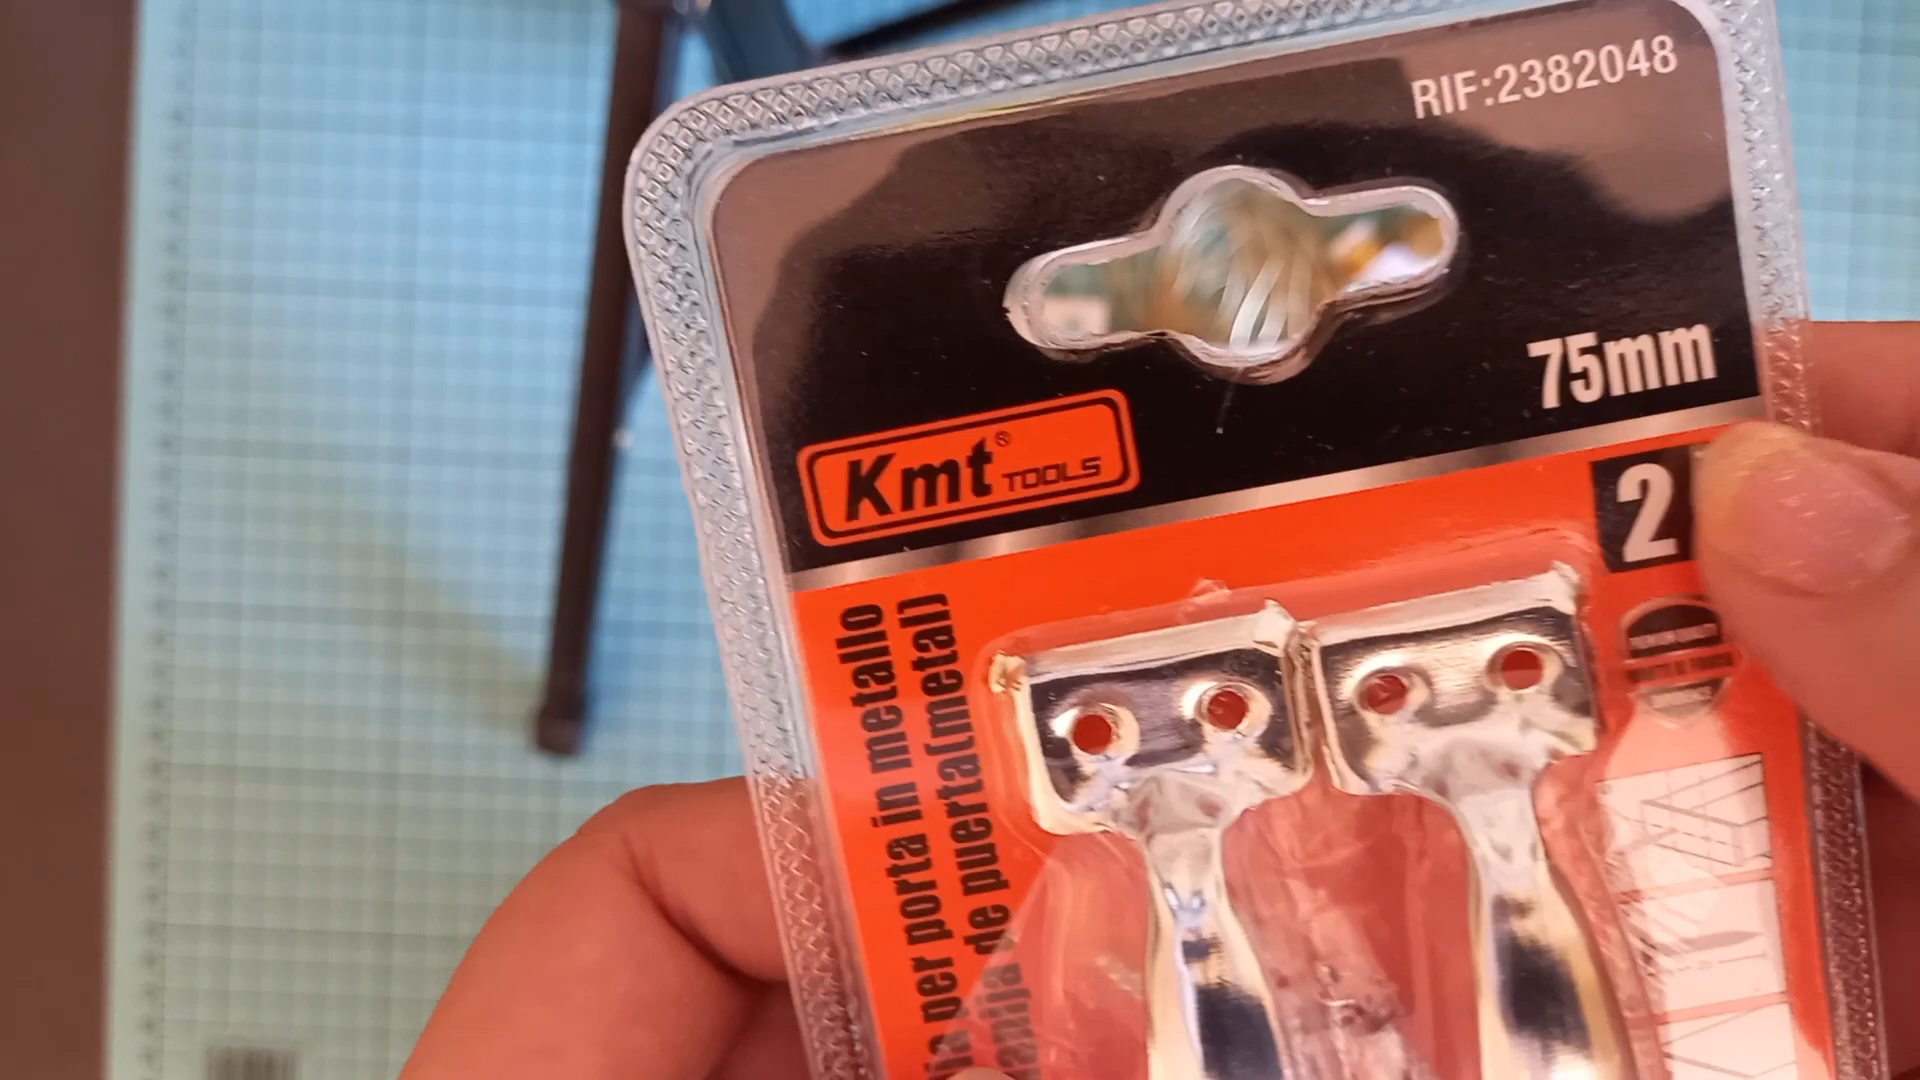 RIF:2382048
75mm
Kmt® TOOLS
2
per porta in metallo
de puerta(metal)